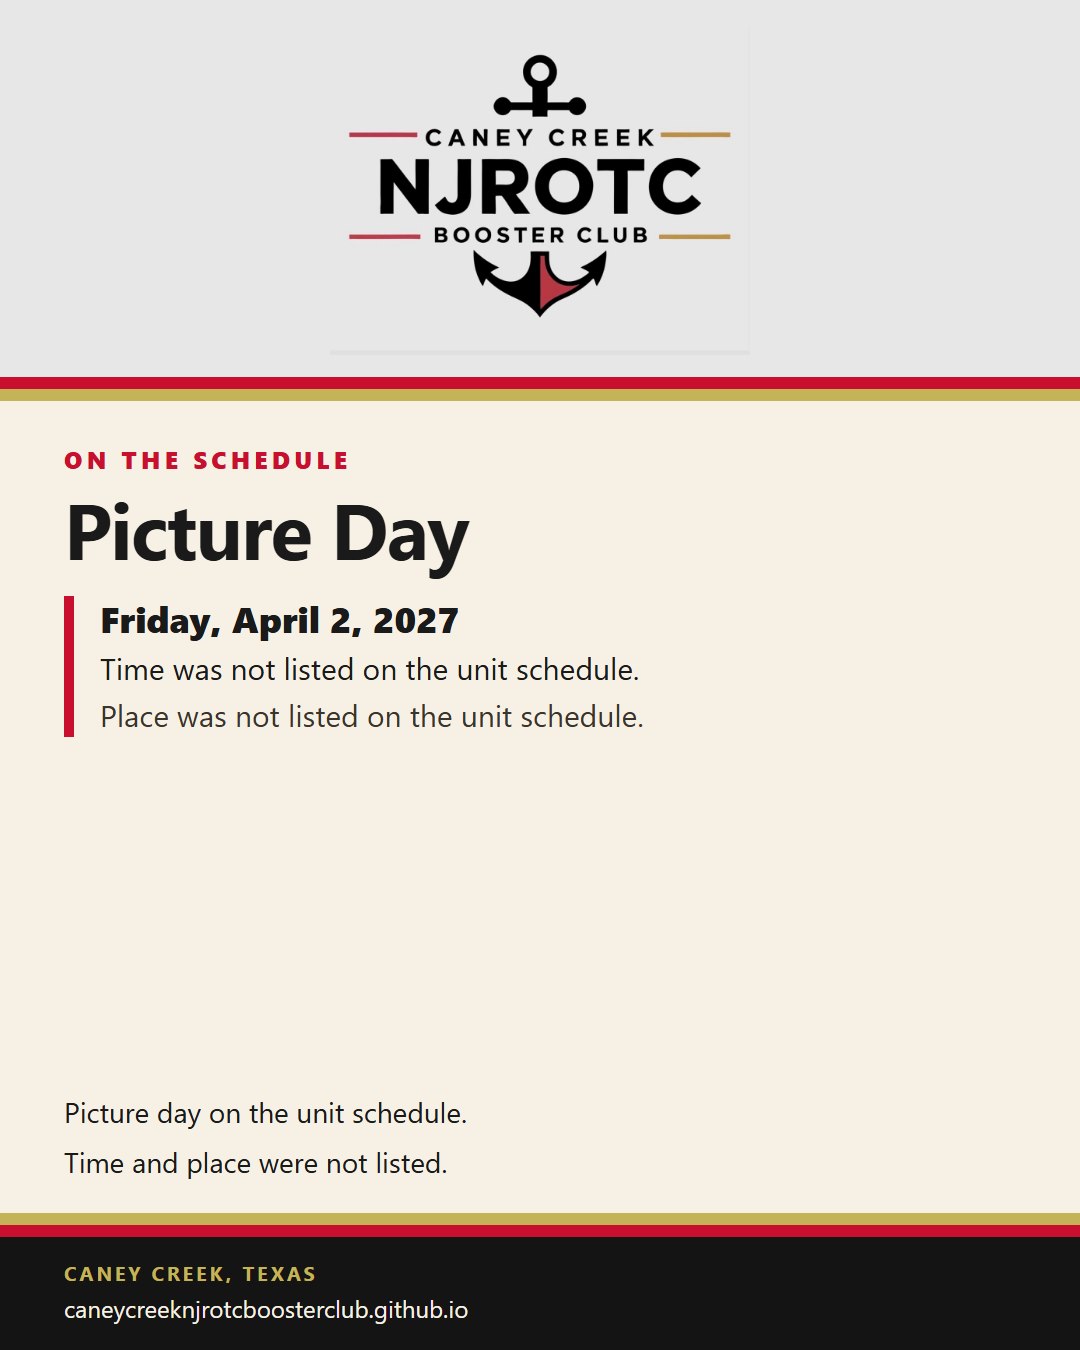 CANEY CREEK
NJROTC
BOOSTER CLUB
ON THE SCHEDULE
Picture Day
Friday, April 2, 2027
Time was not listed on the unit schedule.
Place was not listed on the unit schedule.
Picture day on the unit schedule.
Time and place were not listed.
CANEY CREEK, TEXAS
caneycreeknjrotcboosterclub.github.io